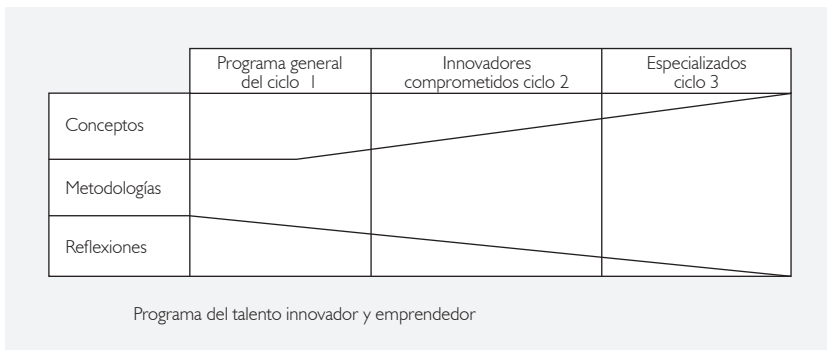 Programa general
del ciclo 1
Innovadores
comprometidos ciclo 2
Especializados
ciclo 3
Conceptos
Metodologías
Reflexiones
Programa del talento innovador y emprendedor